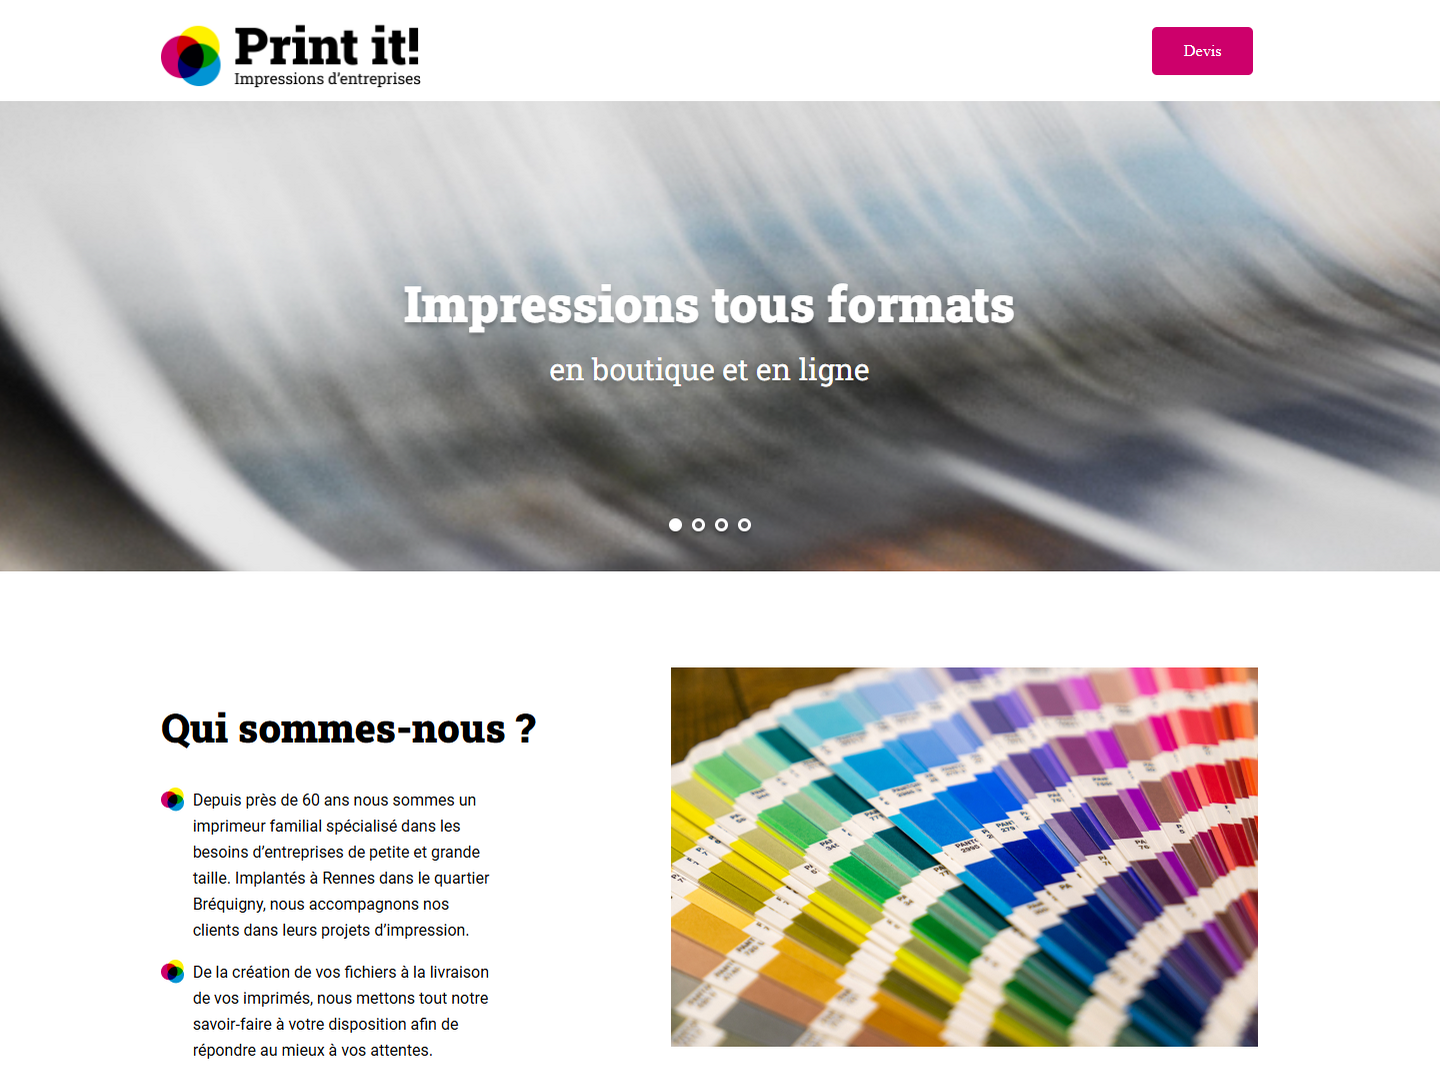 Print it!
Impressions d’entreprises
Devis
Impressions tous formats
en boutique et en ligne
Qui sommes-nous ?
Depuis près de 60 ans nous sommes un
imprimeur familial spécialisé dans les
besoins d’entreprises de petite et grande
taille. Implantés à Rennes dans le quartier
Bréquigny, nous accompagnons nos
clients dans leurs projets d’impression.
De la création de vos fichiers à la livraison
de vos imprimés, nous mettons tout notre
savoir-faire à votre disposition afin de
répondre au mieux à vos attentes.